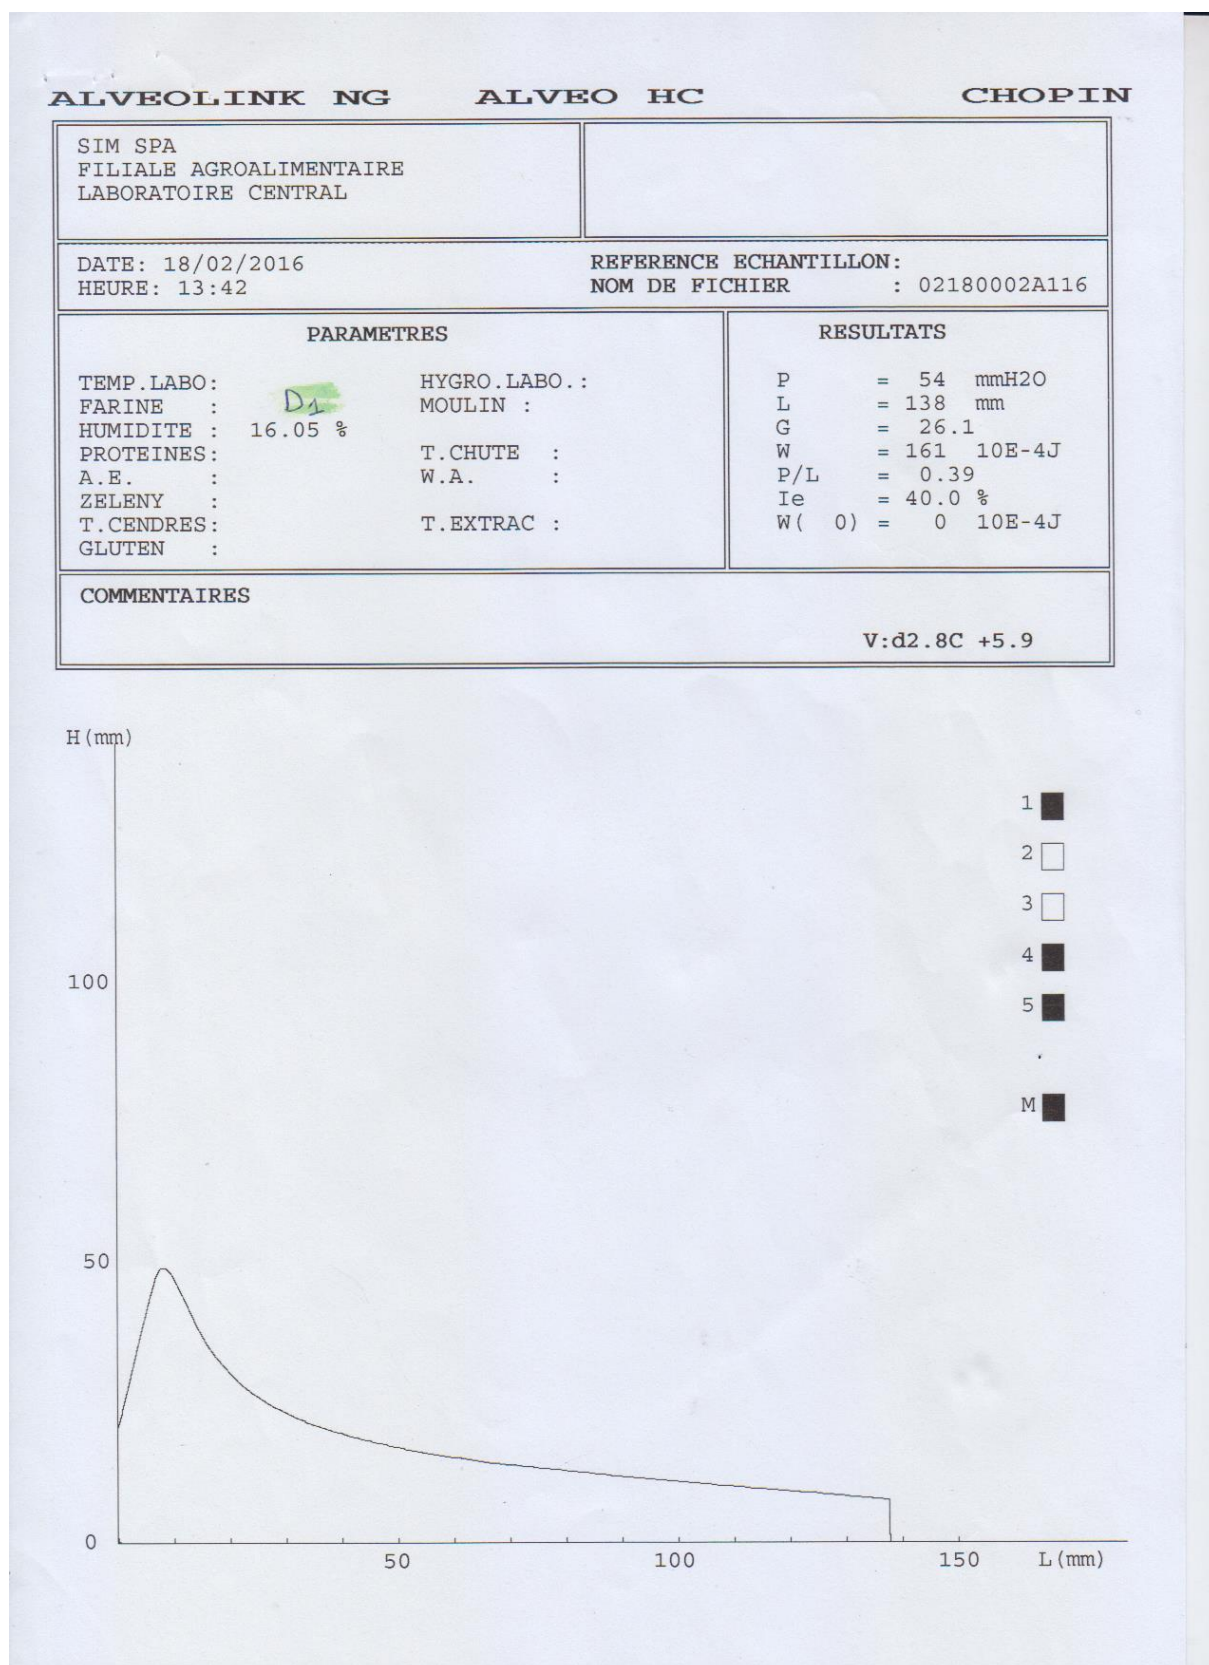 ALVEOLINK NG ALVEO HC CHOPIN
SIM SPA
FILIALE AGROALIMENTAIRE
LABORATOIRE CENTRAL
DATE: 18/02/2016 REFERENCE ECHANTILLON:
HEURE: 13:42 NOM DE FICHIER : 02180002A116
PARAMETRES RESULTATS
TEMP.LABO: HYGRO.LABO.: P = 54 mmH2O
FARINE : D1 MOULIN : L = 138 mm
HUMIDITE : 16.05 % G = 26.1
PROTEINES: T.CHUTE : W = 161 10E-4J
A.E. : W.A. : P/L = 0.39
ZELENY : Ie = 40.0 %
T.CENDRES: T.EXTRAC : W( 0) = 0 10E-4J
GLUTEN :
COMMENTAIRES
V:d2.8C +5.9
H(mm)
1
2
3
4
100
5
M
50
0
50 100 150 L(mm)